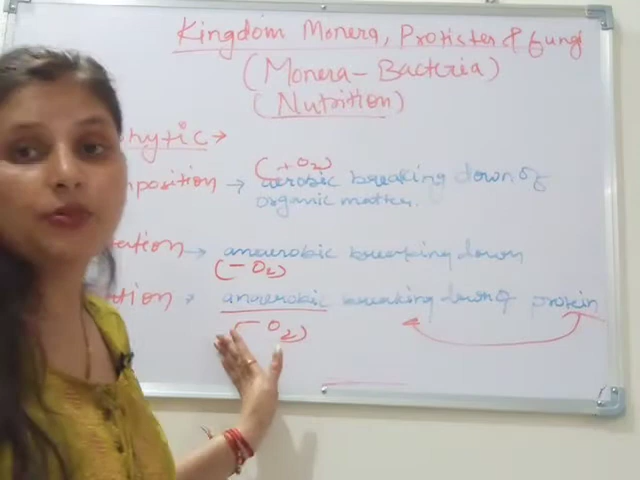 Kingdom Monera, Protista & fungi
(Monera - Bacteria)
(Nutrition)
hytic →
(+O2)
position → aerobic breaking down of
organic matter.
tation → anaerobic breaking down
(-O2)
tion → anaerobic breaking down of protein
(-O2)